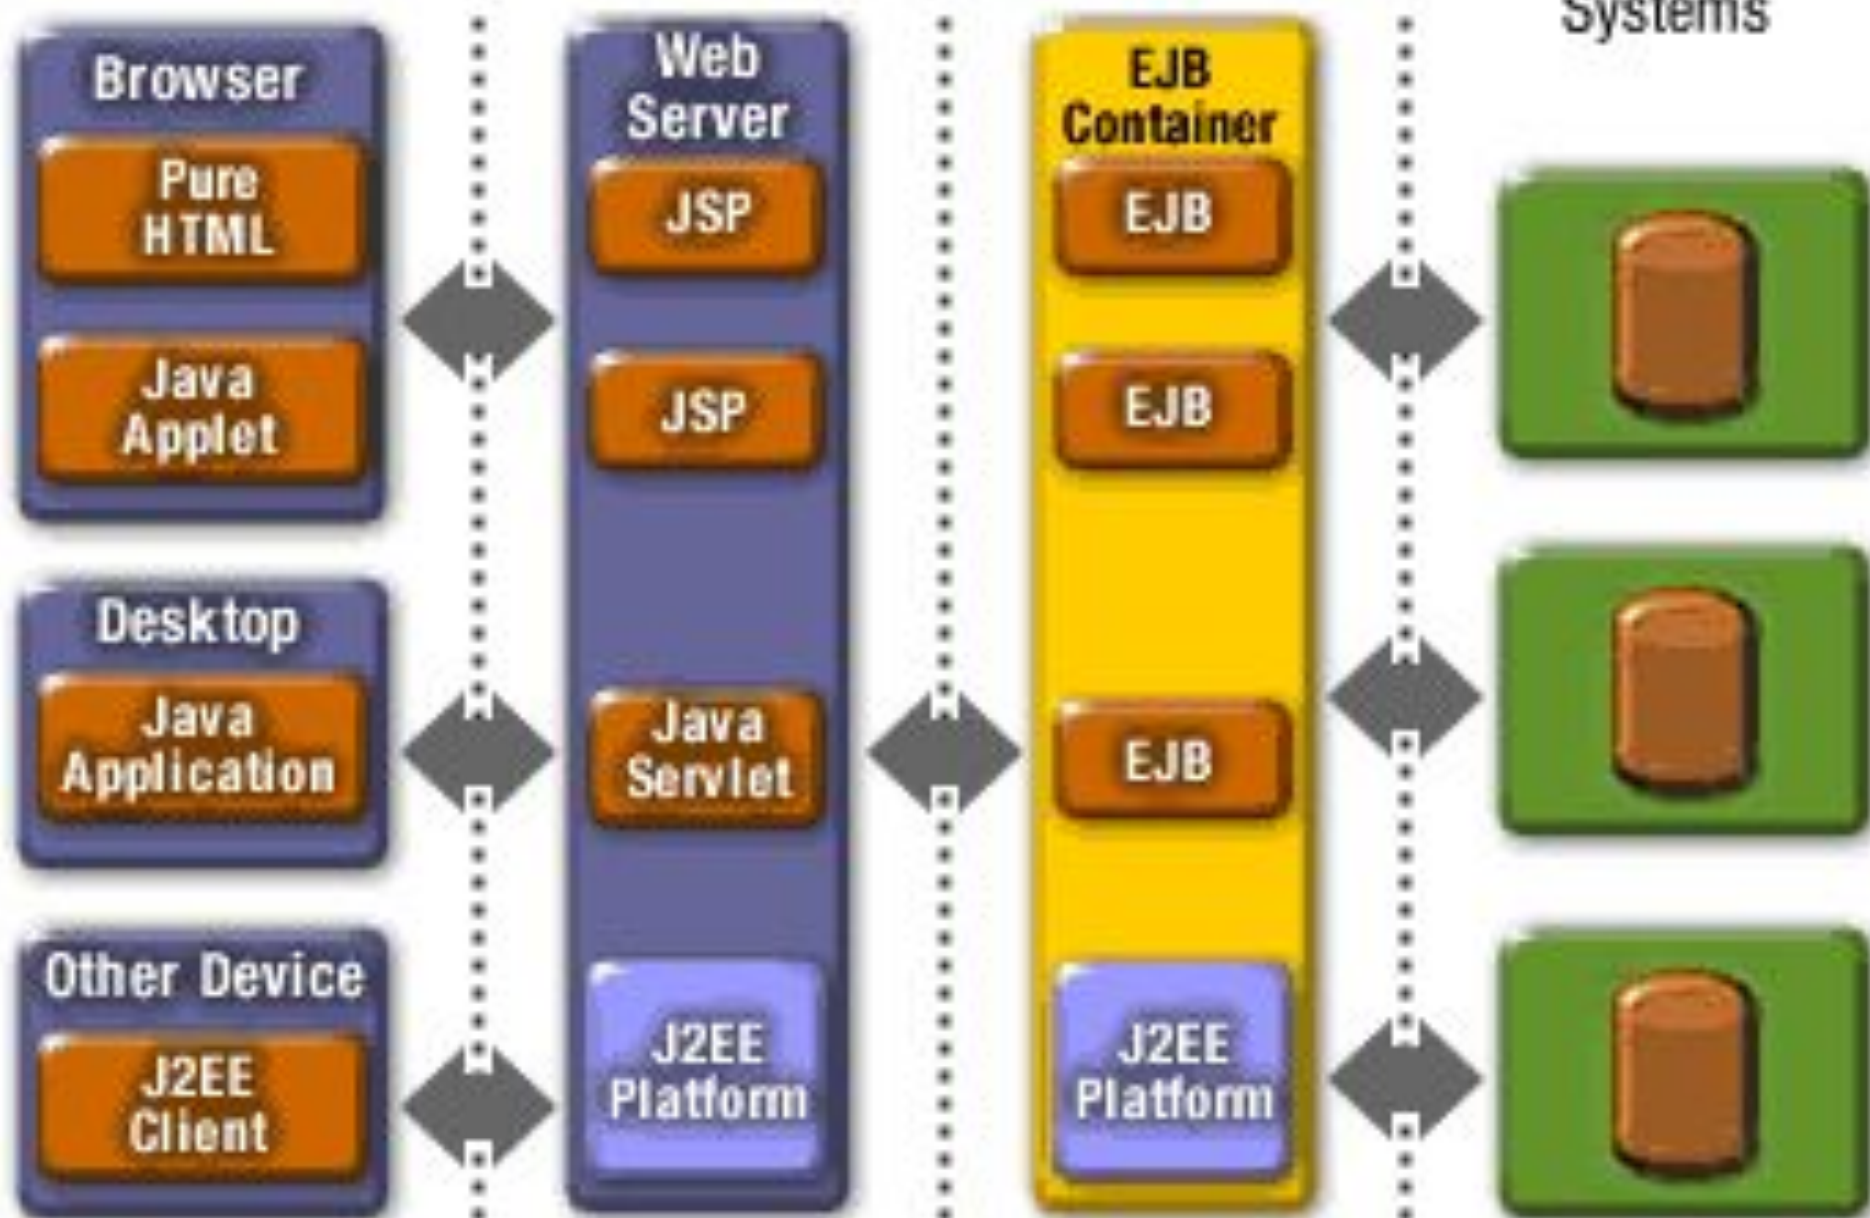 Browser
Pure
HTML
Java
Applet
Desktop
Java
Application
Other Device
J2EE
Client
Web
Server
JSP
JSP
Java
Servlet
J2EE
Platform
EJB
Container
EJB
EJB
EJB
J2EE
Platform
Systems